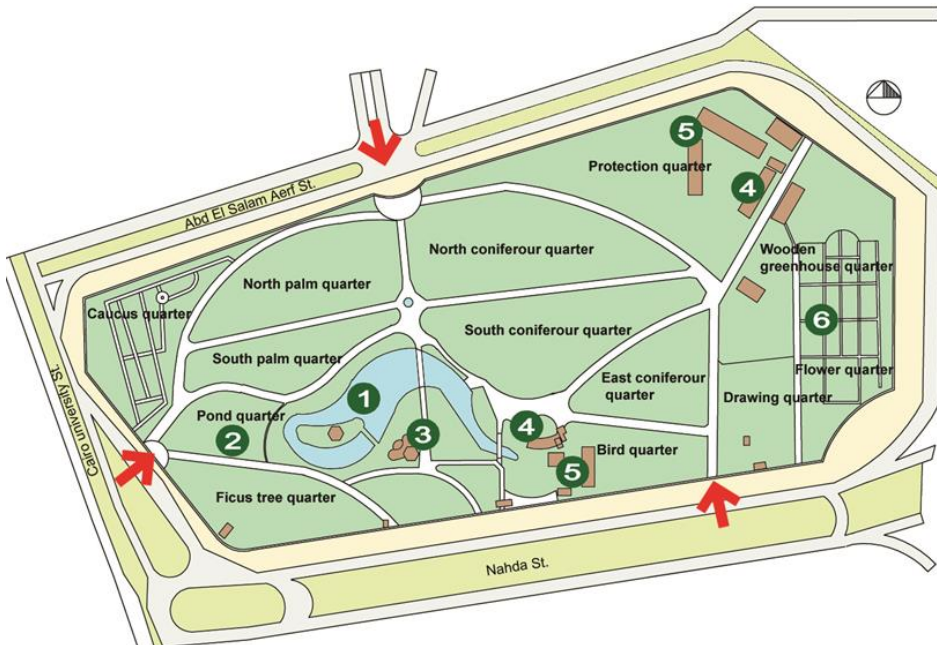 5
Protection quarter
4
Abd El Salam Aerf St.
North coniferour quarter
Wooden
greenhouse quarter
North palm quarter
Caucus quarter
6
South coniferour quarter
South palm quarter
Flower quarter
East coniferour
quarter
1
Drawing quarter
Pond quarter
2
3
4
Bird quarter
5
Cairo university St.
Ficus tree quarter
Nahda St.